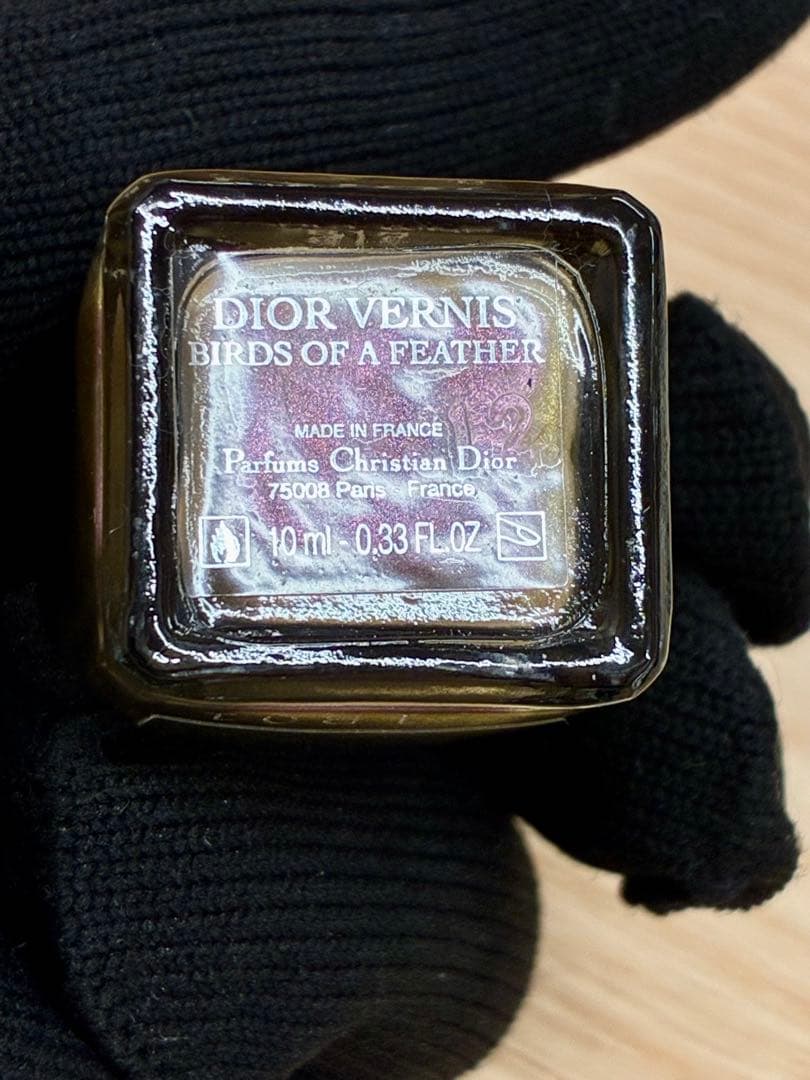 DIOR VERNIS
BIRDS OF A FEATHER
MADE IN FRANCE
Parfums Christian Dior
75008 Paris - France
10 ml - 0.33 FL.OZ